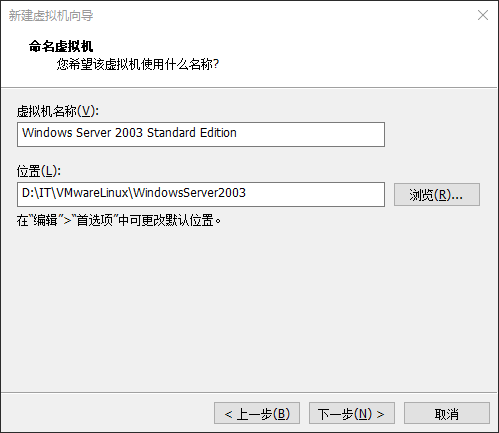 新建虚拟机向导
命名虚拟机
您希望该虚拟机使用什么名称?
虚拟机名称(V):
Windows Server 2003 Standard Edition
位置(L):
D:\IT\VMwareLinux\WindowsServer2003
浏览(R)...
在“编辑”>“首选项”中可更改默认位置。
< 上一步(B)
下一步(N) >
取消